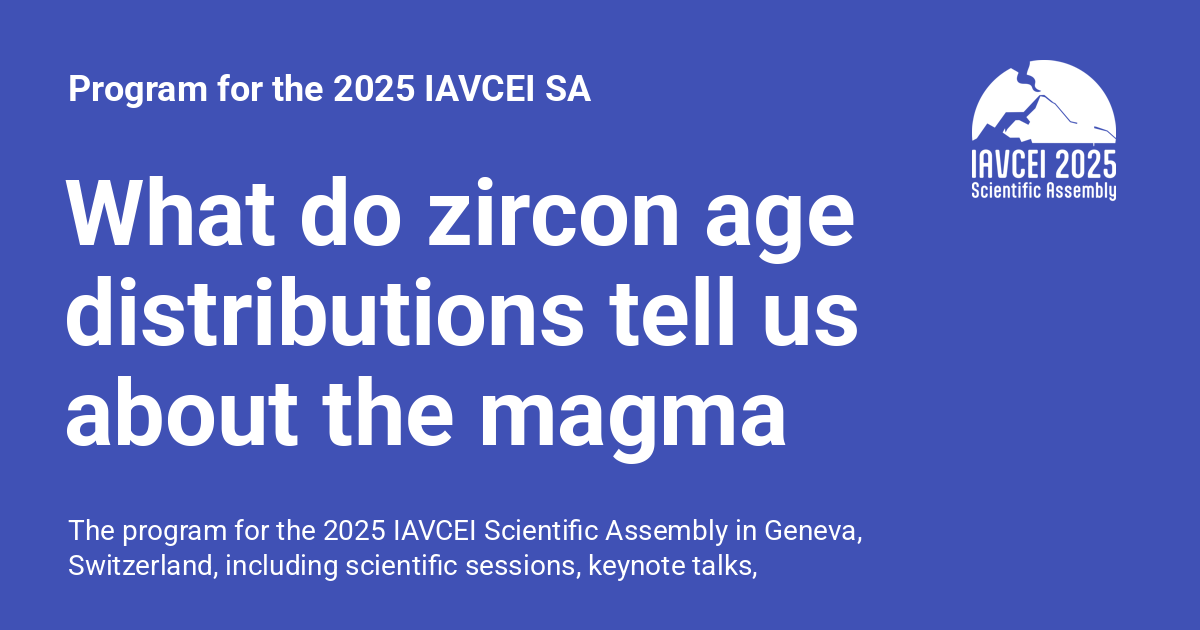 Program for the 2025 IAVCEI SA
IAVCEI 2025
Scientific Assembly
What do zircon age
distributions tell us
about the magma
The program for the 2025 IAVCEI Scientific Assembly in Geneva,
Switzerland, including scientific sessions, keynote talks,